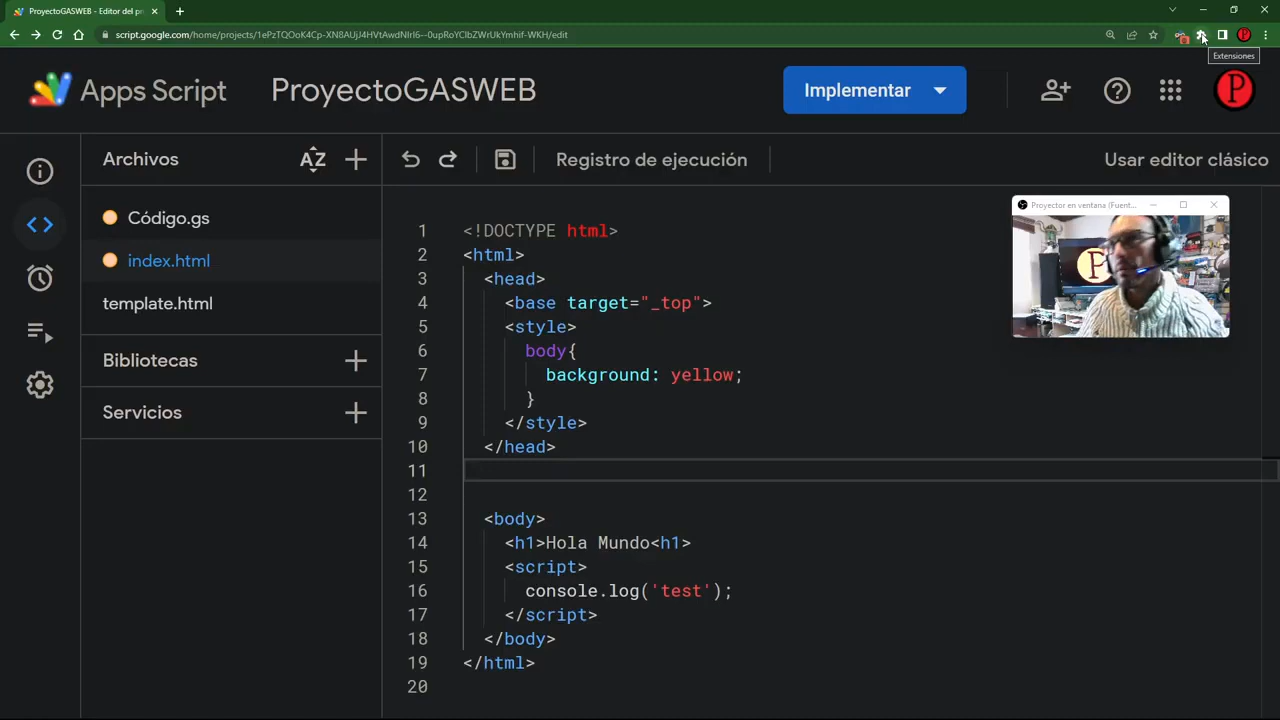 ProyectoGASWEB - Editor del pr
script.google.com/home/projects/1ePzTQOoK4Cp-XN8AUjJ4HVtAwdNIrI6--0upRoYCIbZWrUkYmhif-WKH/edit
Extensiones
Apps Script
ProyectoGASWEB
Implementar
P
Archivos
AZ
Registro de ejecución
Usar editor clásico
Código.gs
index.html
template.html
Bibliotecas
Servicios
Proyector en ventana (Fuent...
P
1 <!DOCTYPE html>
2 <html>
3 <head>
4 <base target="_top">
5 <style>
6 body{
7 background: yellow;
8 }
9 </style>
10 </head>
11
12
13 <body>
14 <h1>Hola Mundo<h1>
15 <script>
16 console.log('test');
17 </script>
18 </body>
19 </html>
20